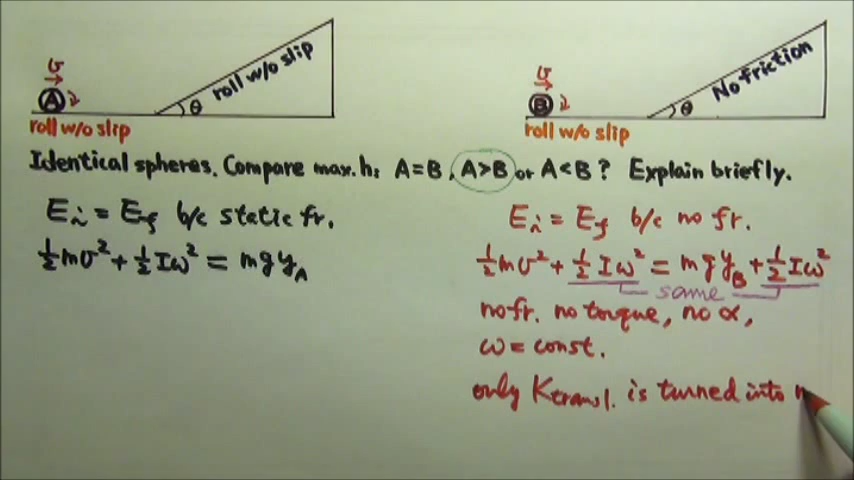 υ
A
roll w/o slip
θ
roll w/o slip
υ
B
roll w/o slip
θ
No friction
Identical spheres. Compare max. h: A = B, A > B or A < B ? Explain briefly.
Ei = Ef b/c static fr.
½mυ² + ½Iω² = mgyA
Ei = Ef b/c no fr.
½mυ² + ½Iω² = mgyB + ½Iω²
same
no fr. no torque, no α,
ω = const.
only Ktransl. is turned into